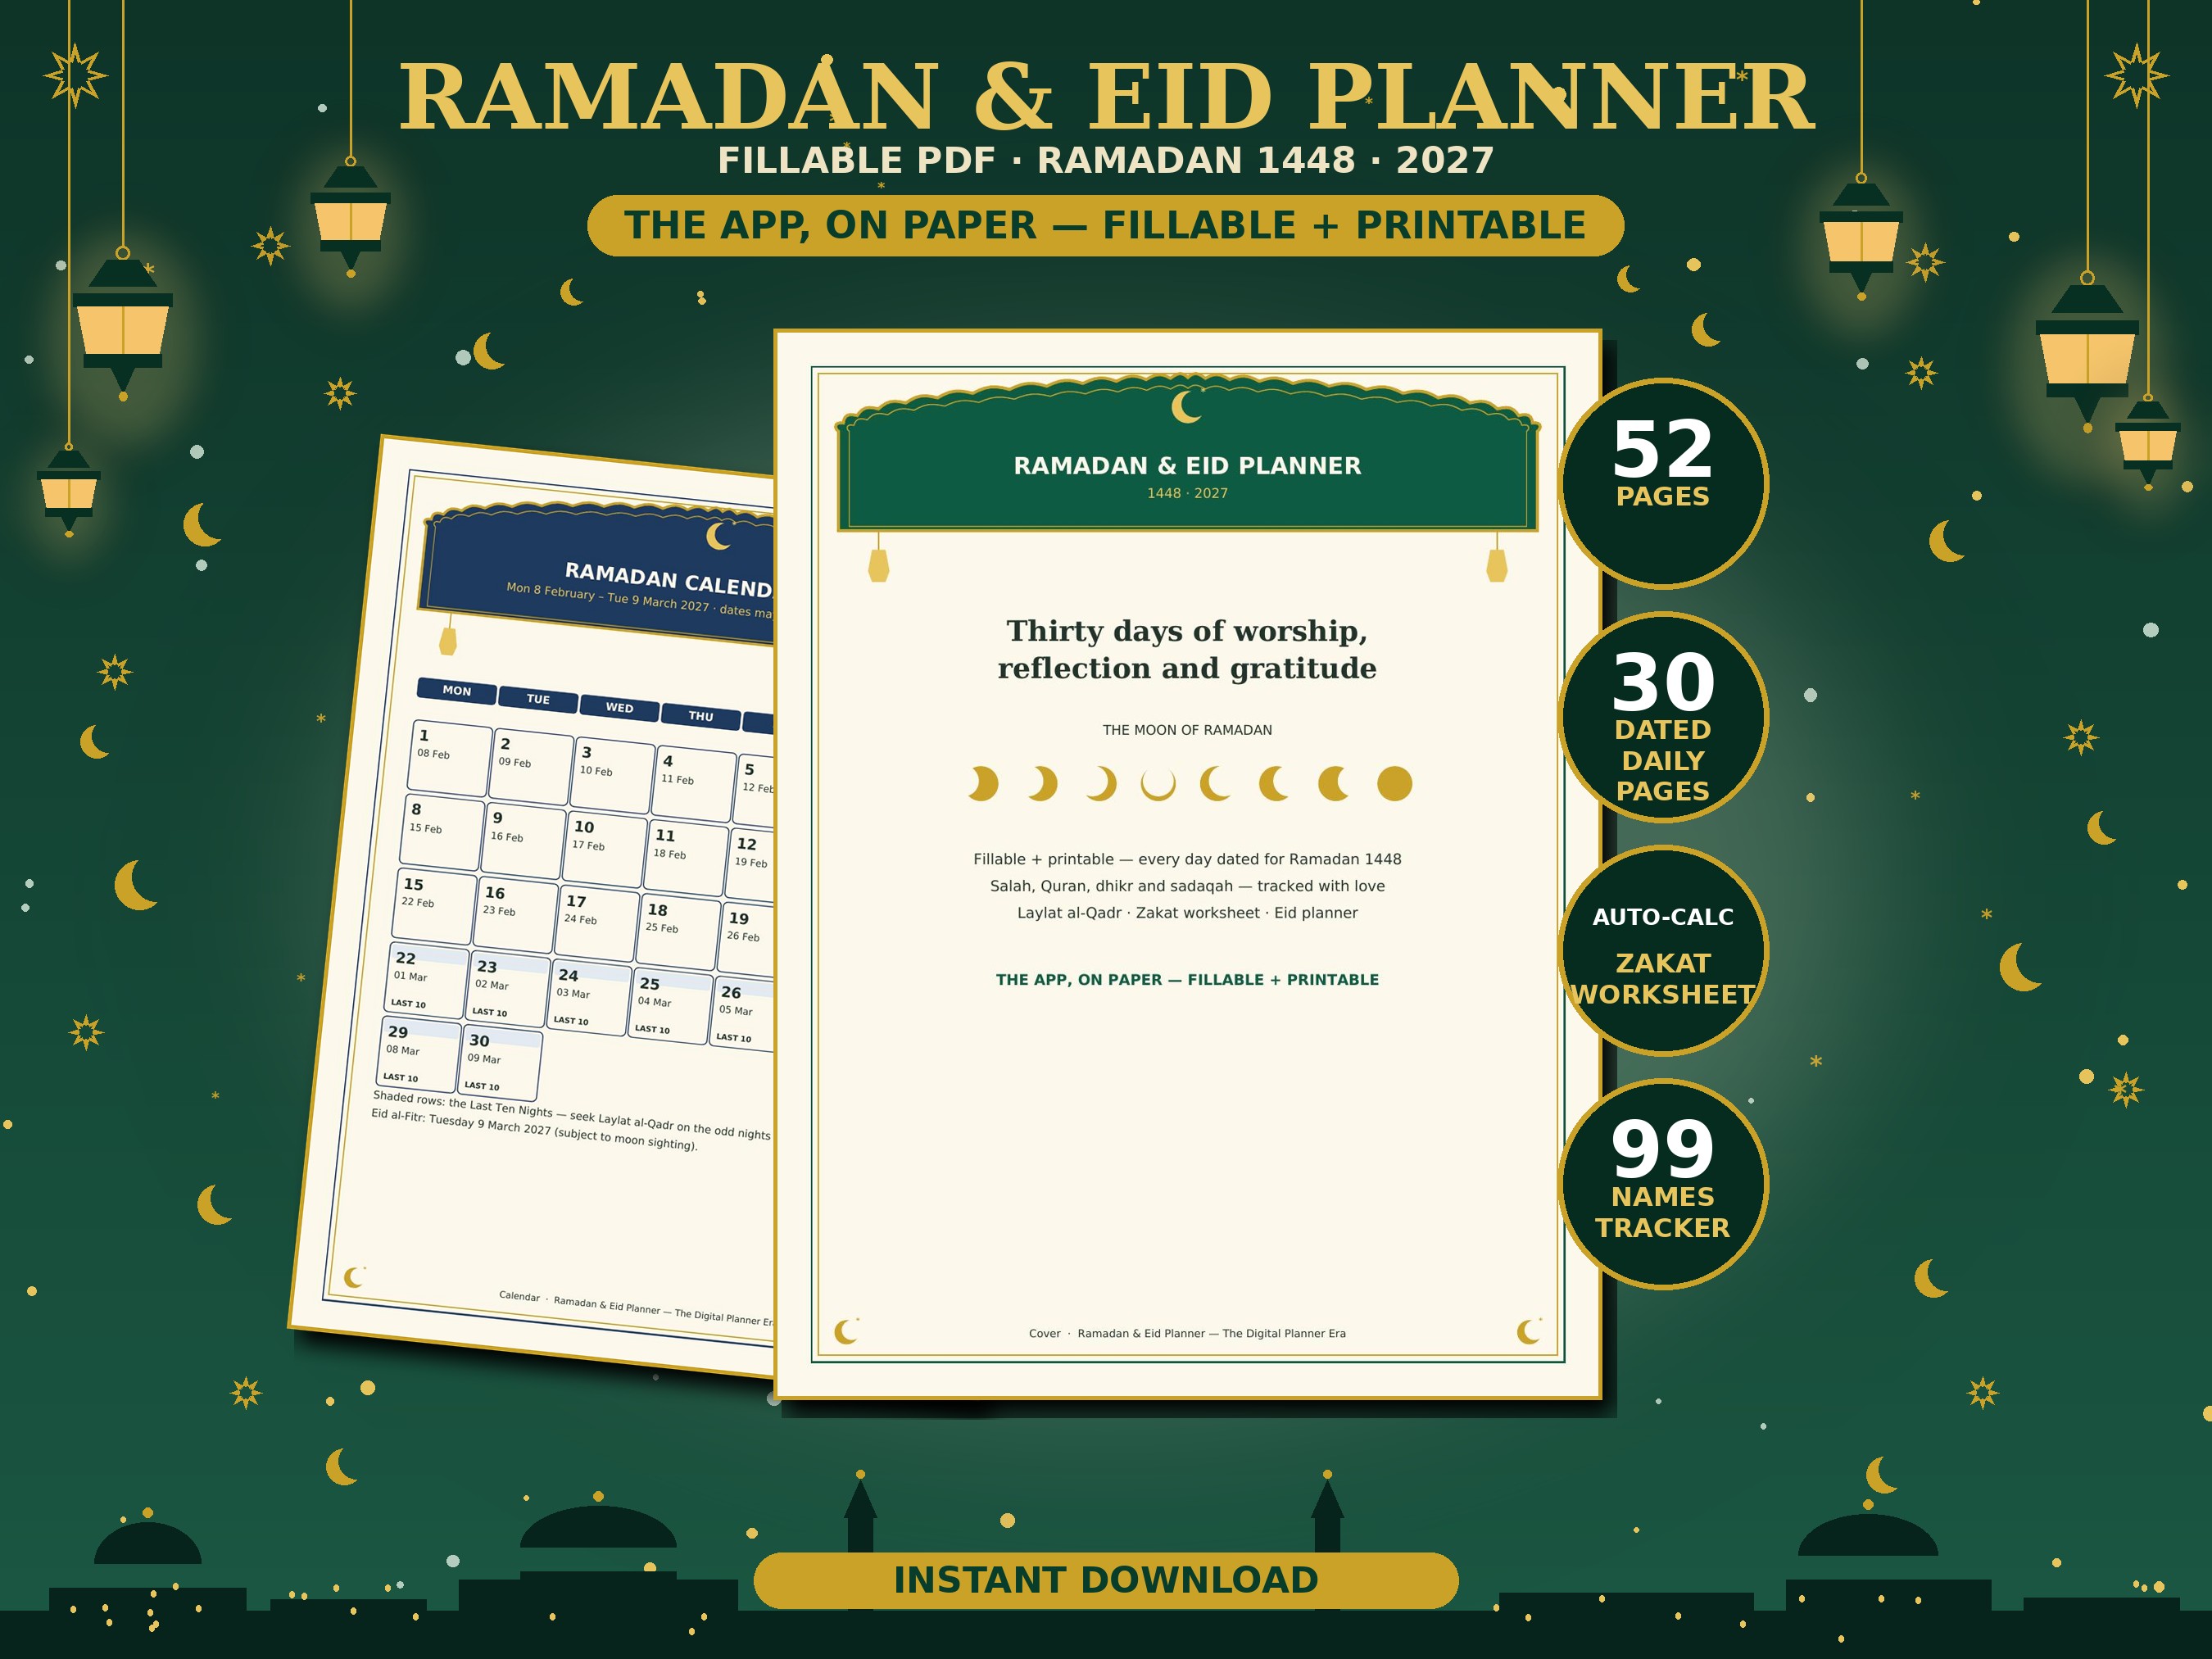 RAMADAN & EID PLANNER
FILLABLE PDF · RAMADAN 1448 · 2027
THE APP, ON PAPER — FILLABLE + PRINTABLE
RAMADAN & EID PLANNER
1448 · 2027
Thirty days of worship,
reflection and gratitude
THE MOON OF RAMADAN
Fillable + printable — every day dated for Ramadan 1448
Salah, Quran, dhikr and sadaqah — tracked with love
Laylat al-Qadr · Zakat worksheet · Eid planner
THE APP, ON PAPER — FILLABLE + PRINTABLE
Cover · Ramadan & Eid Planner — The Digital Planner Era
RAMADAN CALEND
Mon 8 February – Tue 9 March 2027 · dates ma
MON TUE WED THU
1 2 3 4 5
08 Feb 09 Feb 10 Feb 11 Feb 12 Feb
8 9 10 11 12
15 Feb 16 Feb 17 Feb 18 Feb 19 Feb
15 16 17 18 19
22 Feb 23 Feb 24 Feb 25 Feb 26 Feb
22 23 24 25 26
01 Mar 02 Mar 03 Mar 04 Mar 05 Mar
LAST 10 LAST 10 LAST 10 LAST 10 LAST 10
29 30
08 Mar 09 Mar
LAST 10 LAST 10
Shaded rows: the Last Ten Nights — seek Laylat al-Qadr on the odd nights
Eid al-Fitr: Tuesday 9 March 2027 (subject to moon sighting).
Calendar · Ramadan & Eid Planner — The Digital Planner Era
52
PAGES
30
DATED
DAILY
PAGES
AUTO-CALC
ZAKAT
WORKSHEET
99
NAMES
TRACKER
INSTANT DOWNLOAD